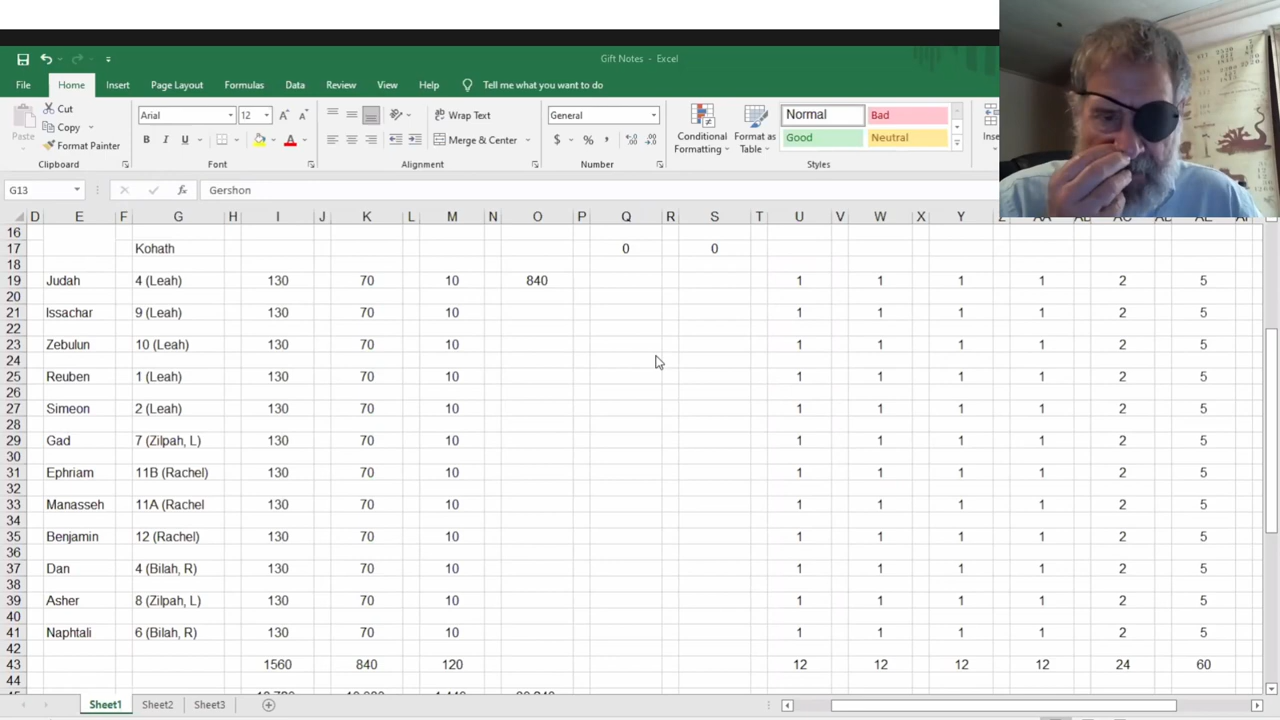 Gift Notes - Excel
File Home Insert Page Layout Formulas Data Review View Help Tell me what you want to do
Paste Cut Copy Format Painter Clipboard
Arial 12 B I U A Font
Wrap Text Merge & Center Alignment
General $ % , Number
Conditional Formatting Format as Table Normal Bad Good Neutral Styles
G13 fx Gershon
D E F G H I J K L M N O P Q R S T U V W X Y
16
17 Kohath 0 0
18
19 Judah 4 (Leah) 130 70 10 840 1 1 1 1 2 5
20
21 Issachar 9 (Leah) 130 70 10 1 1 1 1 2 5
22
23 Zebulun 10 (Leah) 130 70 10 1 1 1 1 2 5
24
25 Reuben 1 (Leah) 130 70 10 1 1 1 1 2 5
26
27 Simeon 2 (Leah) 130 70 10 1 1 1 1 2 5
28
29 Gad 7 (Zilpah, L) 130 70 10 1 1 1 1 2 5
30
31 Ephriam 11B (Rachel) 130 70 10 1 1 1 1 2 5
32
33 Manasseh 11A (Rachel 130 70 10 1 1 1 1 2 5
34
35 Benjamin 12 (Rachel) 130 70 10 1 1 1 1 2 5
36
37 Dan 4 (Bilah, R) 130 70 10 1 1 1 1 2 5
38
39 Asher 8 (Zilpah, L) 130 70 10 1 1 1 1 2 5
40
41 Naphtali 6 (Bilah, R) 130 70 10 1 1 1 1 2 5
42
43 1560 840 120 12 12 12 12 24 60
44
Sheet1 Sheet2 Sheet3